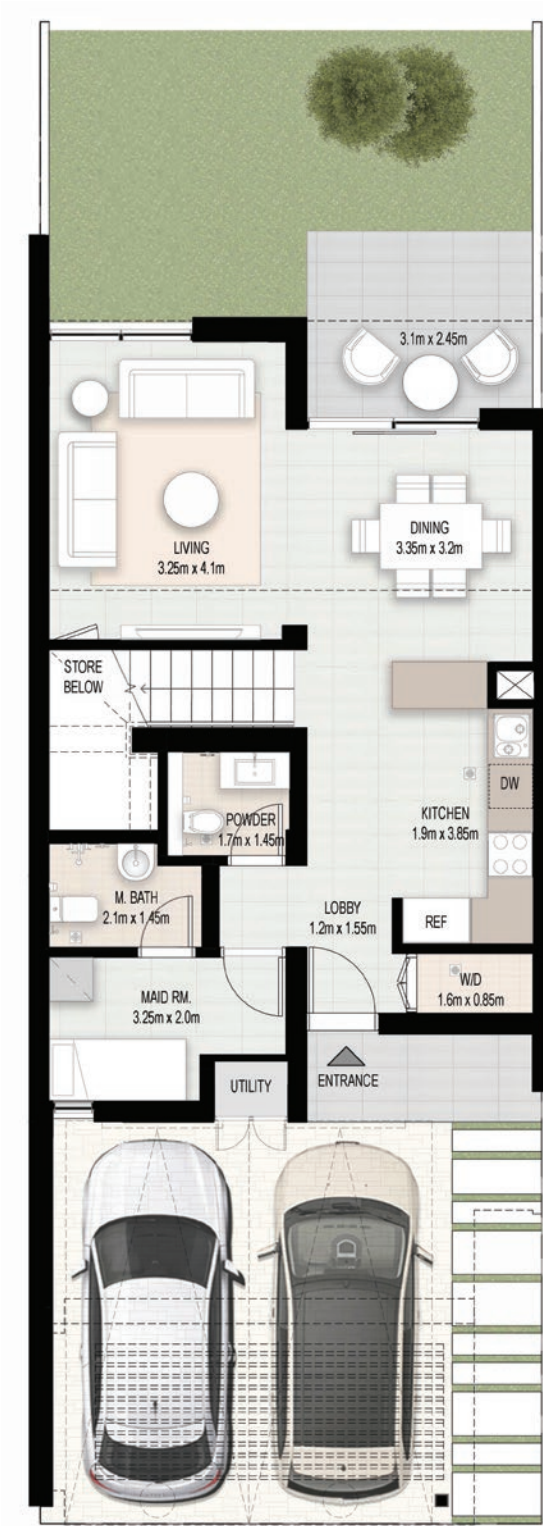 3.1m x 2.45m
DINING
3.35m x 3.2m
LIVING
3.25m x 4.1m
STORE
BELOW
DW
POWDER
1.7m x 1.45m
KITCHEN
1.9m x 3.85m
M. BATH
2.1m x 1.45m
LOBBY
1.2m x 1.55m
REF
W/D
1.6m x 0.85m
MAID RM.
3.25m x 2.0m
UTILITY
ENTRANCE